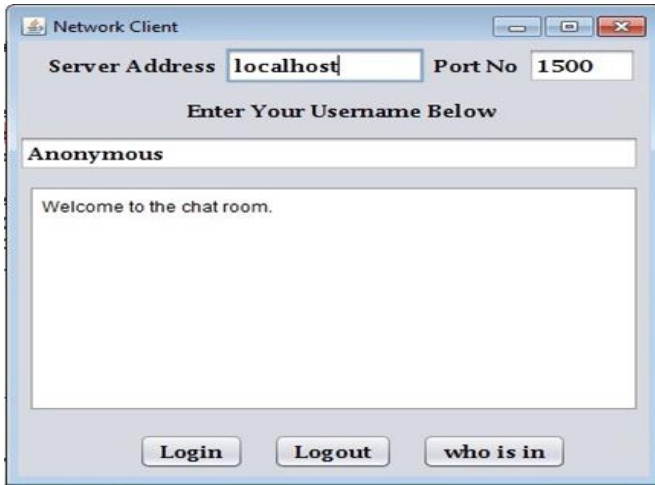 Network Client
Server Address localhost Port No 1500
Enter Your Username Below
Anonymous
Welcome to the chat room.
Login Logout who is in